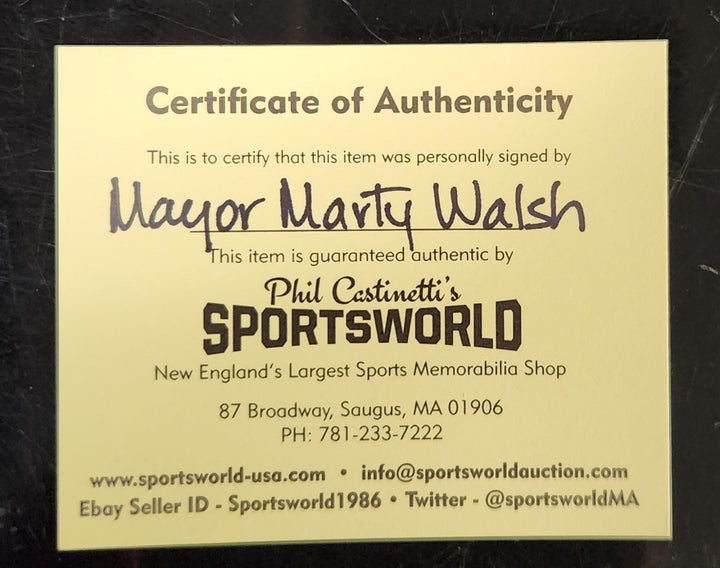 Certificate of Authenticity
This is to certify that this item was personally signed by
Mayor Marty Walsh
This item is guaranteed authentic by
Phil Castinetti's
SPORTSWORLD
New England's Largest Sports Memorabilia Shop
87 Broadway, Saugus, MA 01906
PH: 781-233-7222
www.sportsworld-usa.com • info@sportsworldauction.com
Ebay Seller ID - Sportsworld1986 • Twitter - @sportsworldMA